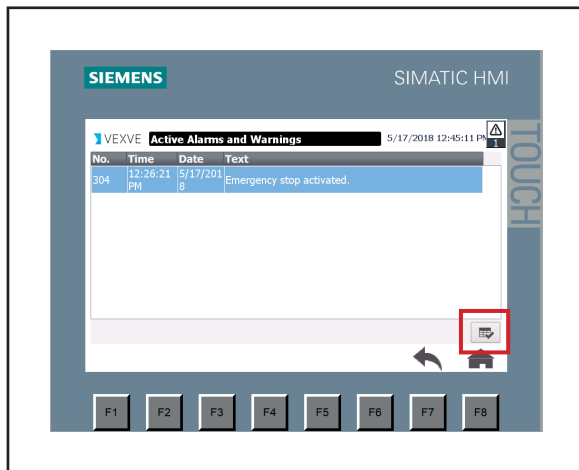 SIEMENS SIMATIC HMI
TOUCH
VEXVE Active Alarms and Warnings 5/17/2018 12:45:11 PM
1
No. Time Date Text
304 12:26:21 PM 5/17/2018 Emergency stop activated.
F1 F2 F3 F4 F5 F6 F7 F8